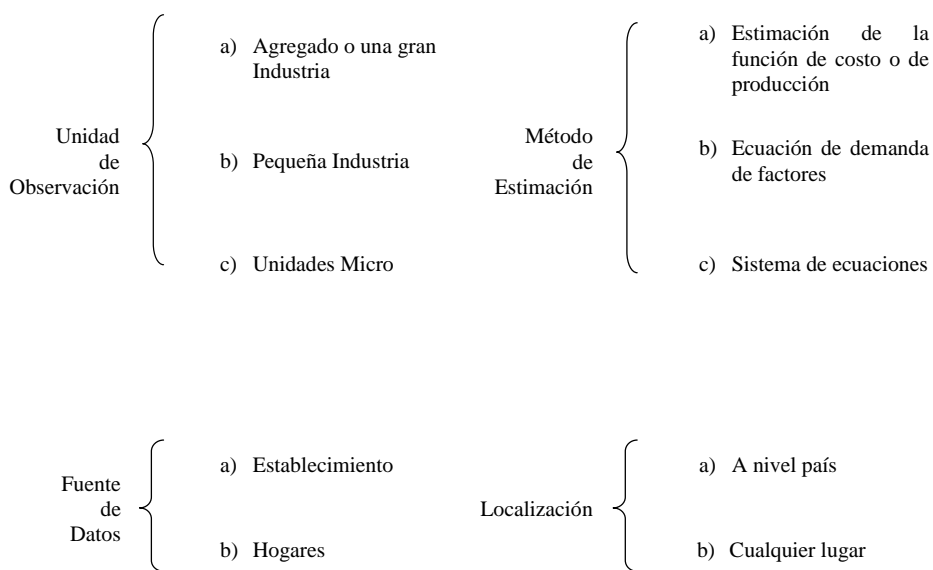 Unidad
de
Observación
a) Agregado o una gran
Industria
b) Pequeña Industria
c) Unidades Micro
Método
de
Estimación
a) Estimación de la
función de costo o de
producción
b) Ecuación de demanda
de factores
c) Sistema de ecuaciones
Fuente
de
Datos
a) Establecimiento
b) Hogares
Localización
a) A nivel país
b) Cualquier lugar